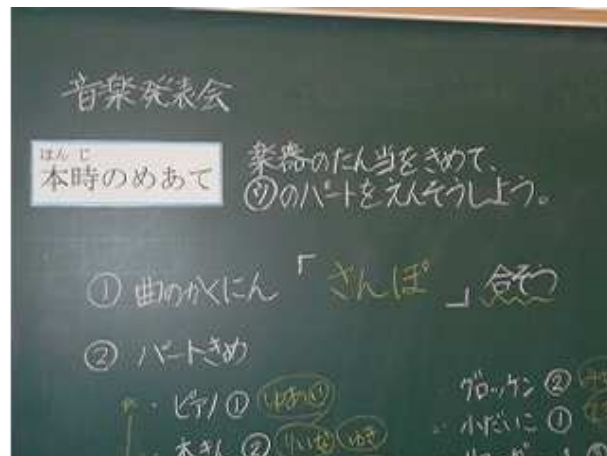 音楽発表会
ほんじ
本時のめあて
楽器のたん当をきめて、
㋷のパートをえんそうしよう。
① 曲のかくにん 「さんぽ」 合そう
② パートきめ
・ピアノ①
・木きん②
グロッケン②
・小だいこ①